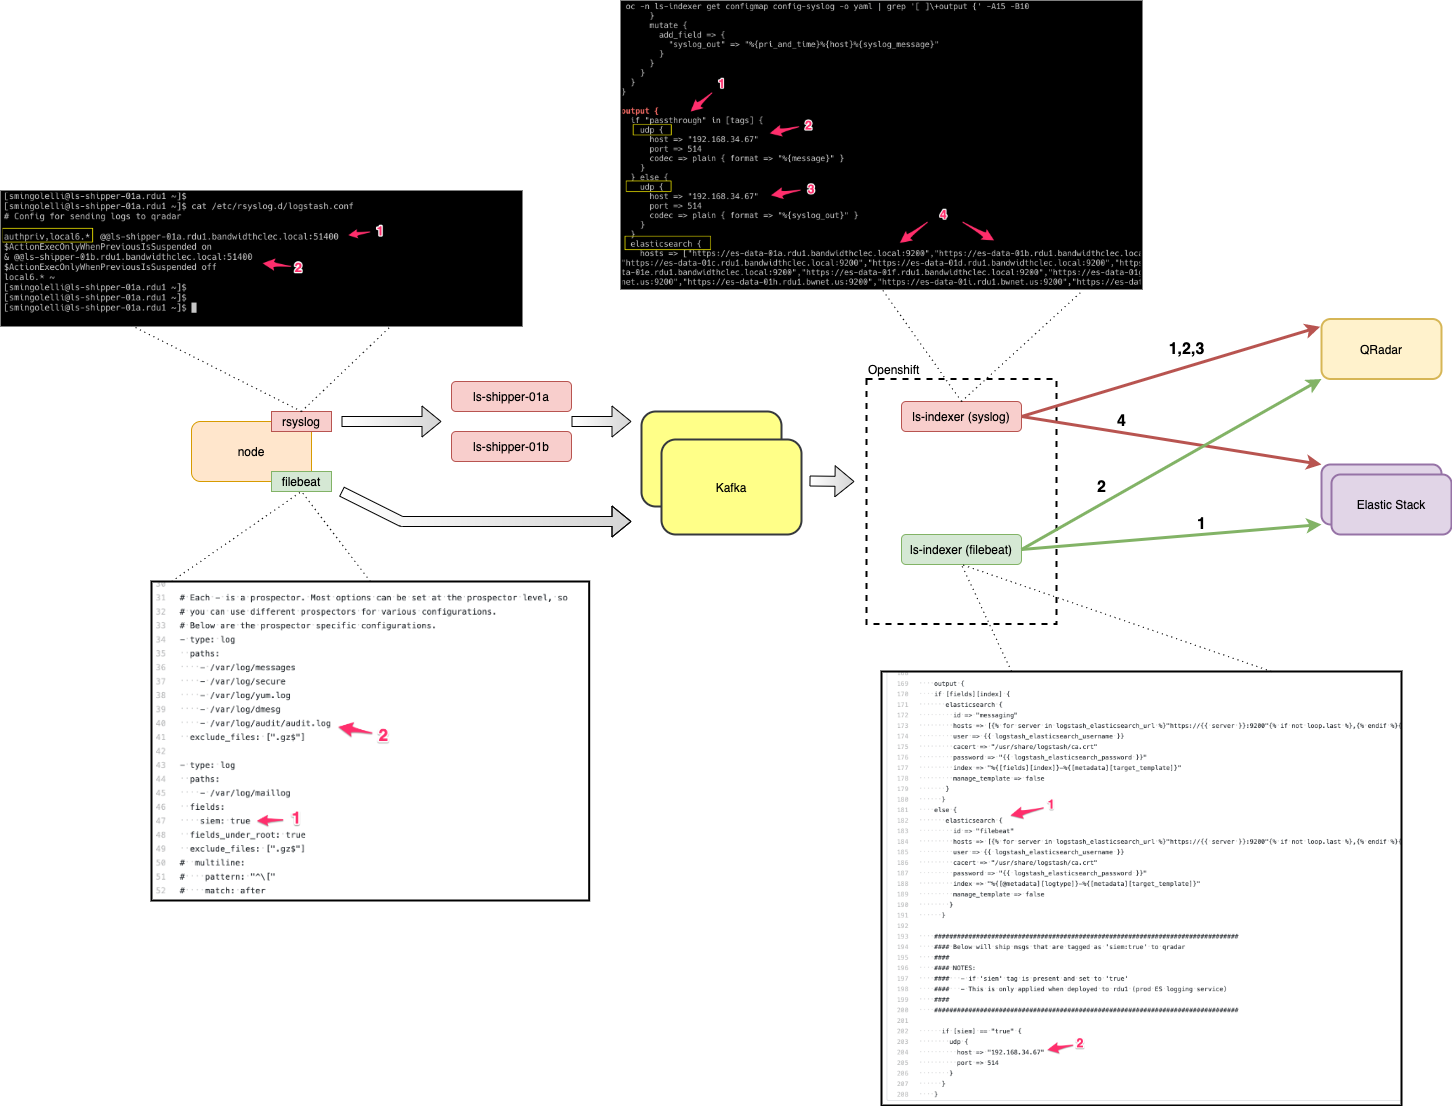 oc -n ls-indexer get configmap config-syslog -o yaml | grep '[ ]\+output {' -A15 -B10
}
mutate {
add_field => {
"syslog_out" => "%{pri_and_time}%{host}%{syslog_message}"
}
}
}
}
}
1
output {
if "passthrough" in [tags] {
udp {
2
host => "192.168.34.67"
port => 514
codec => plain { format => "%{message}" }
}
} else {
udp {
3
host => "192.168.34.67"
port => 514
codec => plain { format => "%{syslog_out}" }
}
}
4
elasticsearch {
hosts => ["https://es-data-01a.rdu1.bandwidthclec.local:9200","https://es-data-01b.rdu1.bandwidthclec.loca
"https://es-data-01c.rdu1.bandwidthclec.local:9200","https://es-data-01d.rdu1.bandwidthclec.local:9200","https
ta-01e.rdu1.bandwidthclec.local:9200","https://es-data-01f.rdu1.bandwidthclec.local:9200","https://es-data-01g
net.us:9200","https://es-data-01h.rdu1.bwnet.us:9200","https://es-data-01i.rdu1.bwnet.us:9200","https://es-da
[smingolelli@ls-shipper-01a.rdu1 ~]$
[smingolelli@ls-shipper-01a.rdu1 ~]$ cat /etc/rsyslog.d/logstash.conf
# Config for sending logs to qradar
authpriv,local6.* @@ls-shipper-01a.rdu1.bandwidthclec.local:51400
1
$ActionExecOnlyWhenPreviousIsSuspended on
& @@ls-shipper-01b.rdu1.bandwidthclec.local:51400
2
$ActionExecOnlyWhenPreviousIsSuspended off
local6.* ~
[smingolelli@ls-shipper-01a.rdu1 ~]$
[smingolelli@ls-shipper-01a.rdu1 ~]$
[smingolelli@ls-shipper-01a.rdu1 ~]$
node
rsyslog
filebeat
ls-shipper-01a
ls-shipper-01b
Kafka
Openshift
ls-indexer (syslog)
ls-indexer (filebeat)
1,2,3
4
2
1
QRadar
Elastic Stack
30
31 # Each - is a prospector. Most options can be set at the prospector level, so
32 # you can use different prospectors for various configurations.
33 # Below are the prospector specific configurations.
34 - type: log
35 paths:
36 - /var/log/messages
37 - /var/log/secure
38 - /var/log/yum.log
39 - /var/log/dmesg
40 - /var/log/audit/audit.log
2
41 exclude_files: [".gz$"]
42
43 - type: log
44 paths:
45 - /var/log/maillog
46 fields:
47 siem: true
1
48 fields_under_root: true
49 exclude_files: [".gz$"]
50 # multiline:
51 # pattern: "^\["
52 # match: after
169 output {
170 if [fields][index] {
171 elasticsearch {
172 id => "messaging"
173 hosts => [{% for server in logstash_elasticsearch_url %}"https://{{ server }}:9200"{% if not loop.last %},{% endif %}{
174 user => {{ logstash_elasticsearch_username }}
175 cacert => "/usr/share/logstash/ca.crt"
176 password => "{{ logstash_elasticsearch_password }}"
177 index => "%{[fields][index]}-%{[metadata][target_template]}"
178 manage_template => false
179 }
180 }
181 else {
1
182 elasticsearch {
183 id => "filebeat"
184 hosts => [{% for server in logstash_elasticsearch_url %}"https://{{ server }}:9200"{% if not loop.last %},{% endif %}{
185 user => {{ logstash_elasticsearch_username }}
186 cacert => "/usr/share/logstash/ca.crt"
187 password => "{{ logstash_elasticsearch_password }}"
188 index => "%{[@metadata][logtype]}-%{[metadata][target_template]}"
189 manage_template => false
190 }
191 }
192
193 ################################################################################
194 #### Below will ship msgs that are tagged as 'siem:true' to qradar
195 ####
196 #### NOTES:
197 #### - if 'siem' tag is present and set to 'true'
198 #### - This is only applied when deployed to rdu1 (prod ES logging service)
199 ####
200 ################################################################################
201
202 if [siem] == "true" {
203 udp {
204 host => "192.168.34.67"
2
205 port => 514
206 }
207 }
208 }